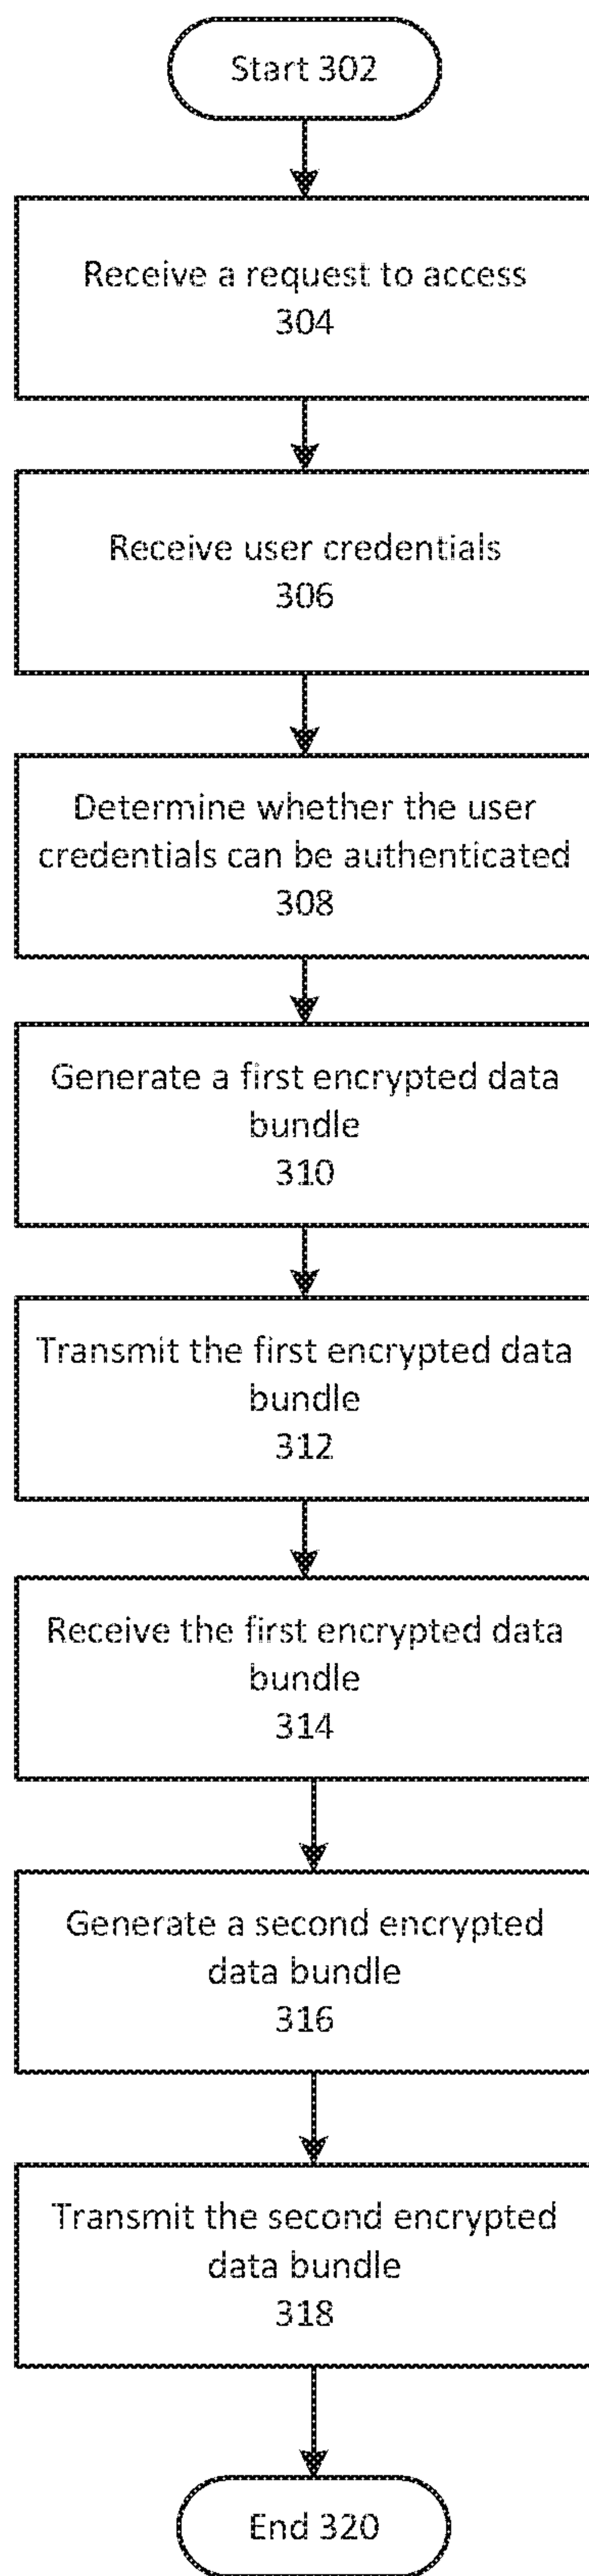 Start 302
Receive a request to access
304
Receive user credentials
306
Determine whether the user
credentials can be authenticated
308
Generate a first encrypted data
bundle
310
Transmit the first encrypted data
bundle
312
Receive the first encrypted data
bundle
314
Generate a second encrypted
data bundle
316
Transmit the second encrypted
data bundle
318
End 320